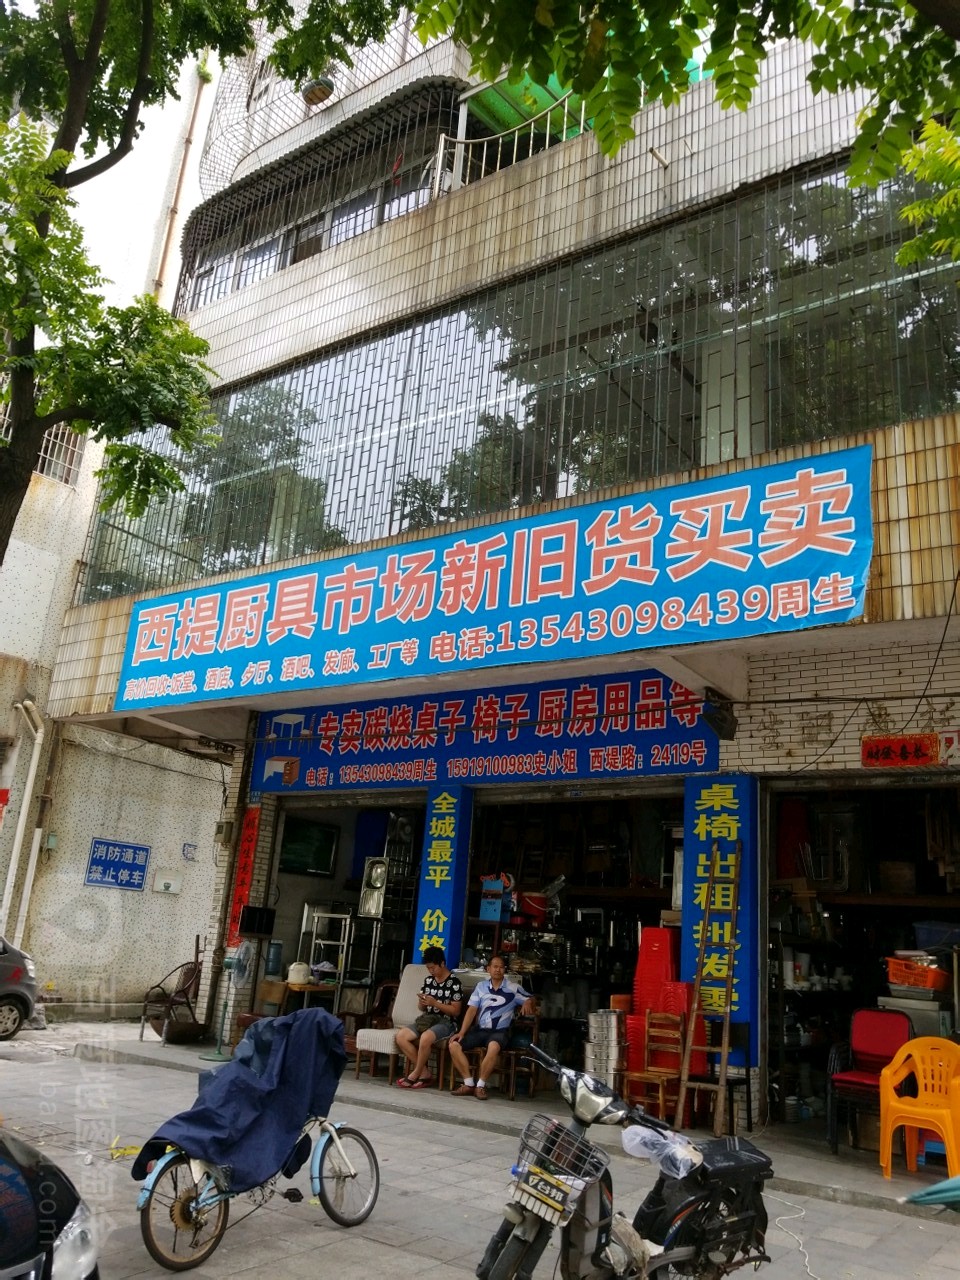 西提厨具市场新旧货买卖
高价回收:饭堂、酒店、夕厅、酒吧、发廊、工厂等 电话:13543098439周生
专卖碳烧桌子 椅子 厨房用品等
电话：13543098439周生 15919100983史小姐 西堤路：2419号
全城最平 价格
桌椅出租批发零
消防通道
禁止停车